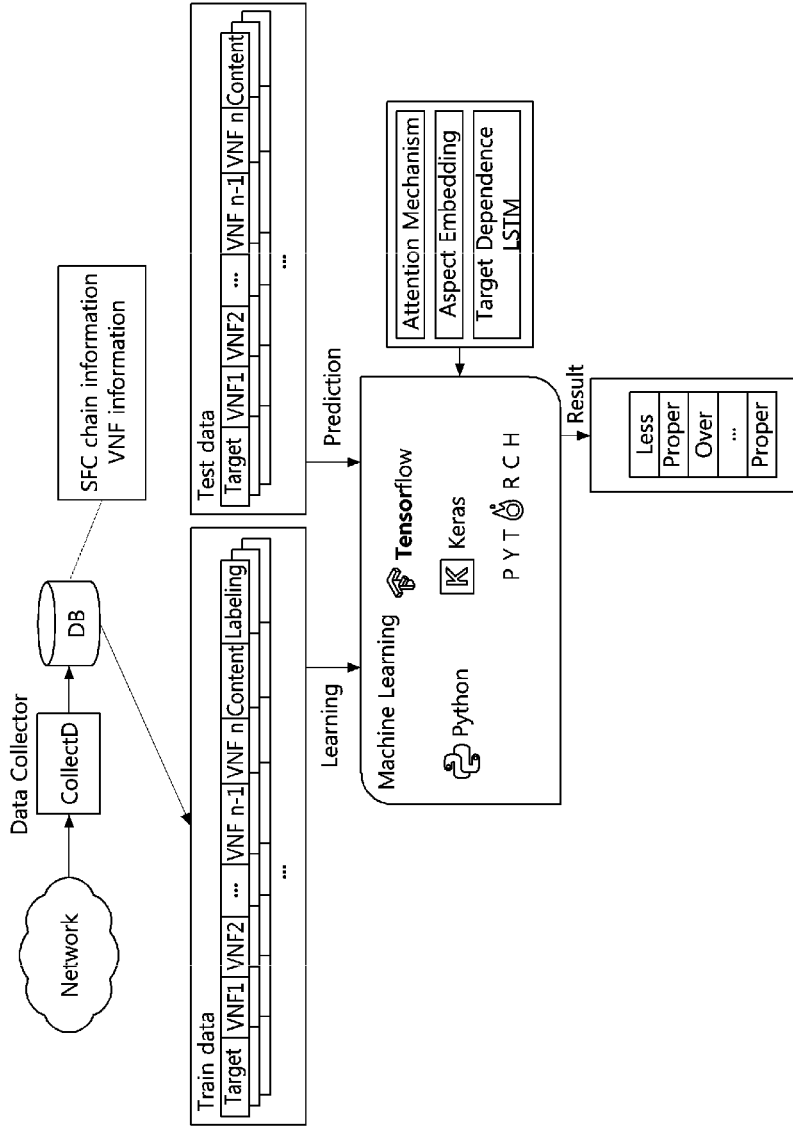 Data Collector
Network
CollectD
DB
SFC chain information
VNF information
Train data
Target VNF1 VNF2 ... VNF n-1 VNF n Content Labeling
...
Test data
Target VNF1 VNF2 ... VNF n-1 VNF n Content
...
Learning
Prediction
Machine Learning
Python
Tensorflow
Keras
PYTORCH
Attention Mechanism
Aspect Embedding
Target Dependence
LSTM
Result
Less
Proper
Over
...
Proper